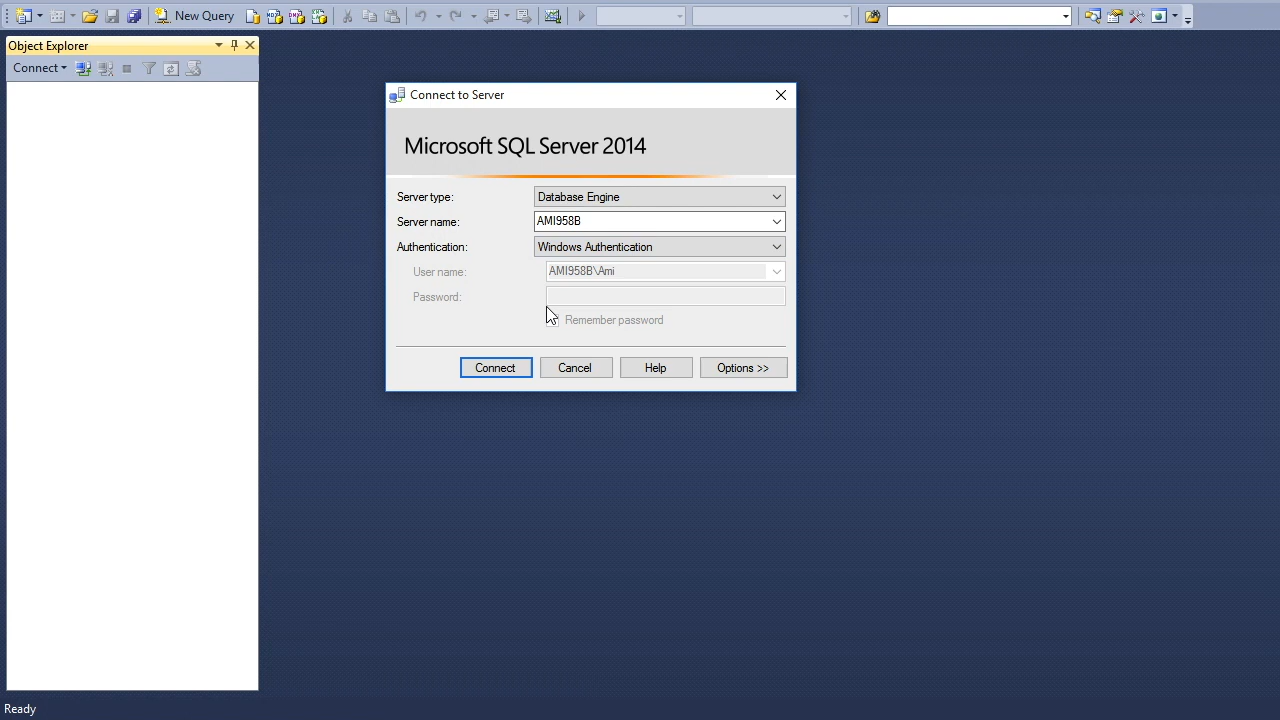 New Query
Object Explorer
Connect
Connect to Server
Microsoft SQL Server 2014
Server type: Database Engine
Server name: AMI958B
Authentication: Windows Authentication
User name: AMI958B\Ami
Password:
Remember password
Connect Cancel Help Options >>
Ready